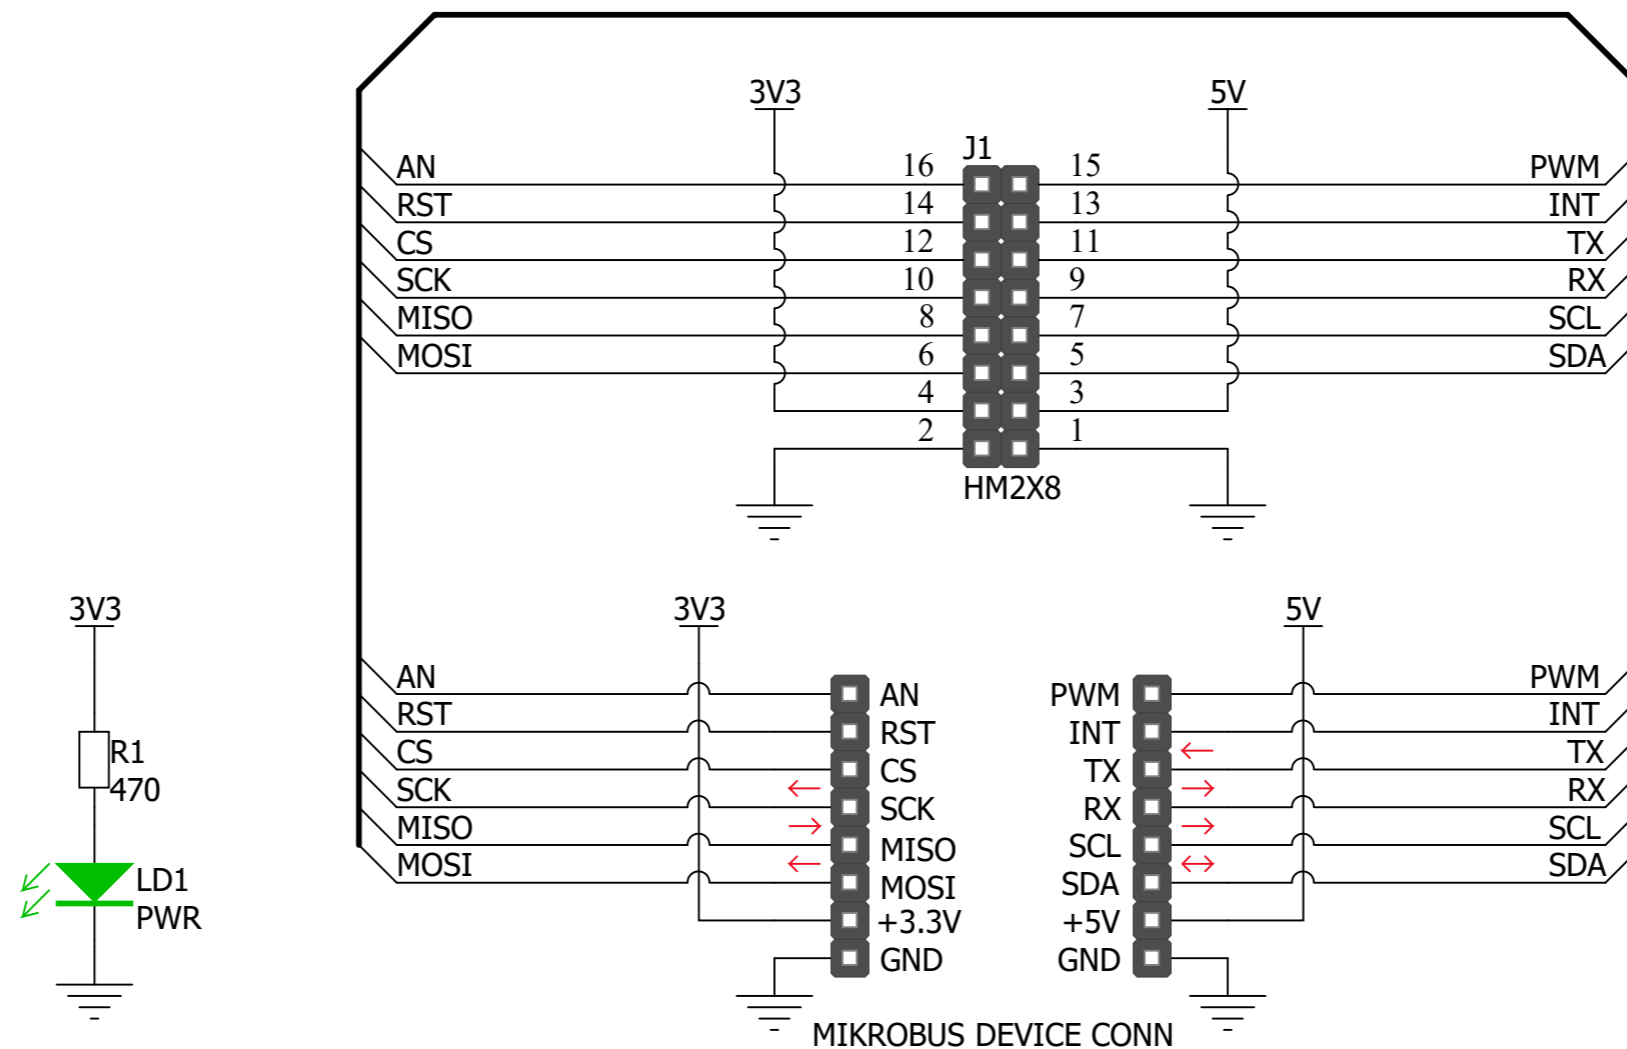 3V3 5V
J1
AN 16 15 PWM
RST 14 13 INT
CS 12 11 TX
SCK 10 9 RX
MISO 8 7 SCL
MOSI 6 5 SDA
4 3
2 1
HM2X8
3V3 3V3 5V
AN AN PWM PWM
RST RST INT INT
CS CS TX TX
SCK SCK RX RX
MISO MISO SCL SCL
MOSI MOSI SDA SDA
+3.3V +5V
GND GND
R1
470
LD1
PWR
MIKROBUS DEVICE CONN